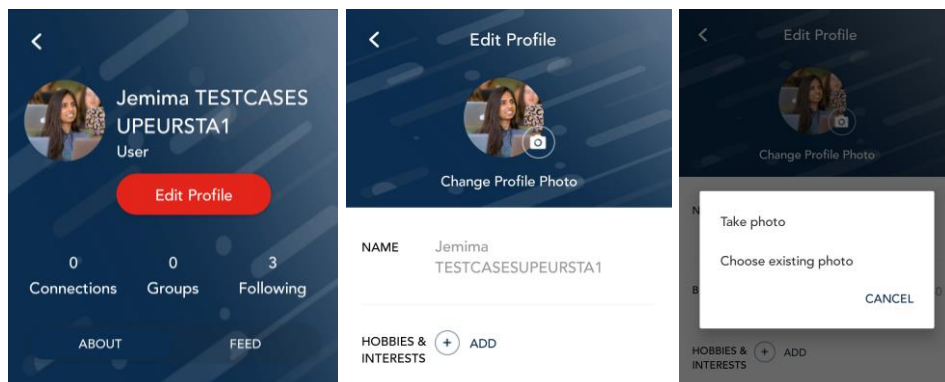 Jemima TESTCASES
UPEURSTA1
User
Edit Profile
0
Connections
0
Groups
3
Following
ABOUT
FEED
Edit Profile
Change Profile Photo
NAME
Jemima
TESTCASESUPEURSTA1
HOBBIES &
INTERESTS
+ ADD
Edit Profile
Change Profile Photo
N
Take photo
Choose existing photo
B
CANCEL
HOBBIES &
INTERESTS
+ ADD